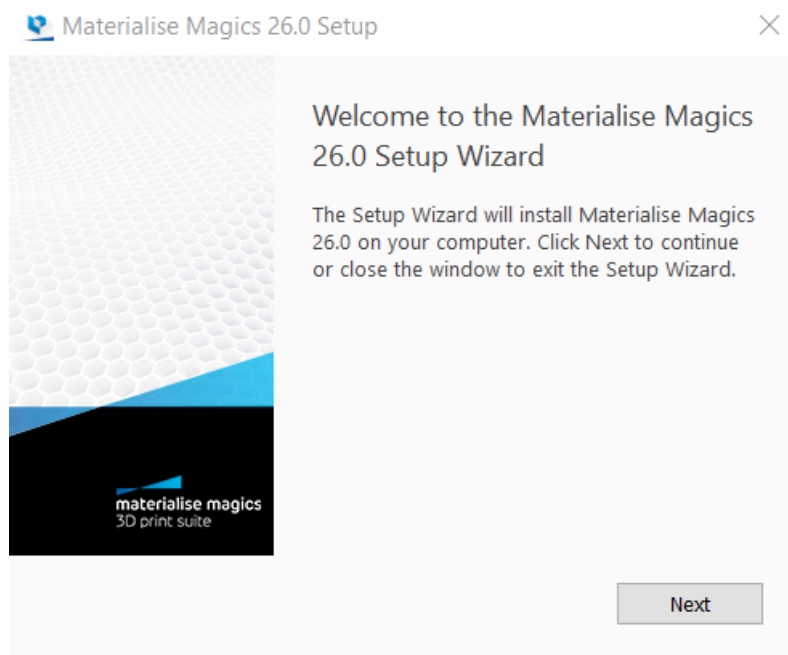 Materialise Magics 26.0 Setup
Welcome to the Materialise Magics
26.0 Setup Wizard
The Setup Wizard will install Materialise Magics
26.0 on your computer. Click Next to continue
or close the window to exit the Setup Wizard.
materialise magics
3D print suite
Next